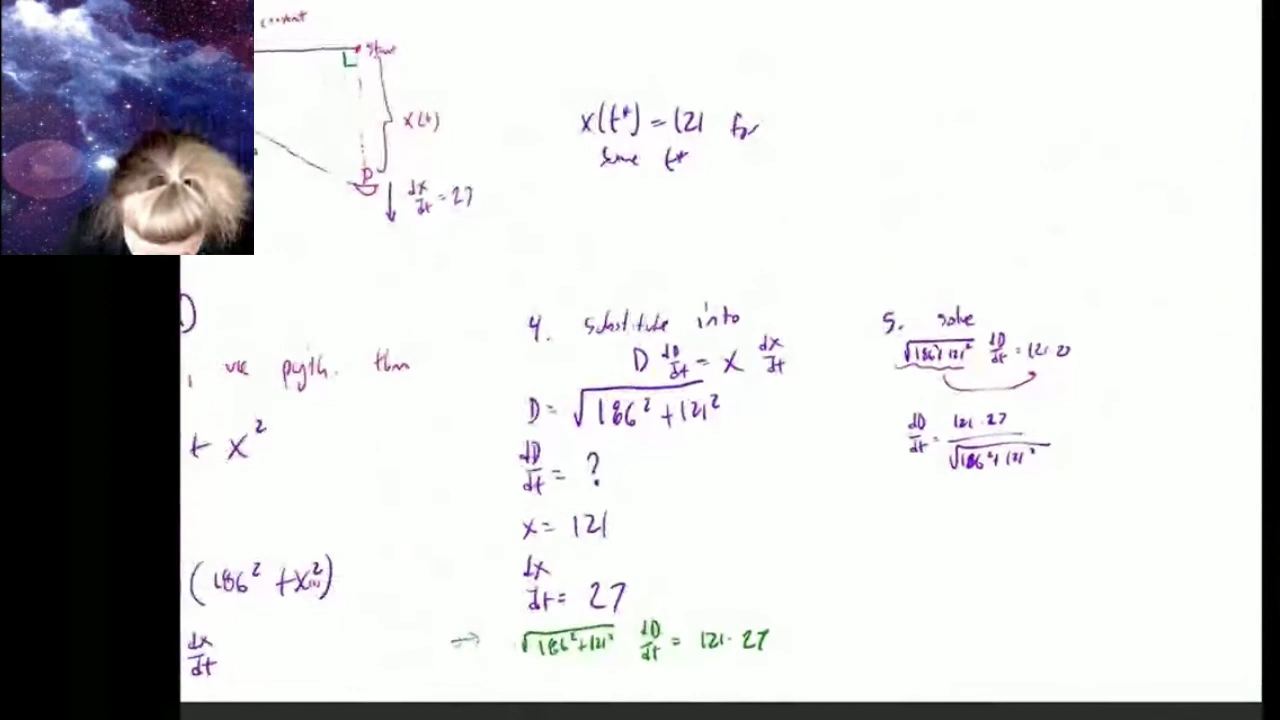 start
x(t)
P
dx/dt = 27
x(t*) = 121 for
some t*
, via pyth. thm
+ x²
(186² + x²)
dx/dt
4. substitute into
D dD/dt = x dx/dt
D = √186² + 121²
dD/dt = ?
x = 121
dx/dt = 27
→ √186² + 121² dD/dt = 121 · 27
5. solve
√186² + 121² dD/dt = 121 · 27
dD/dt = 121 · 27 / √186² + 121²